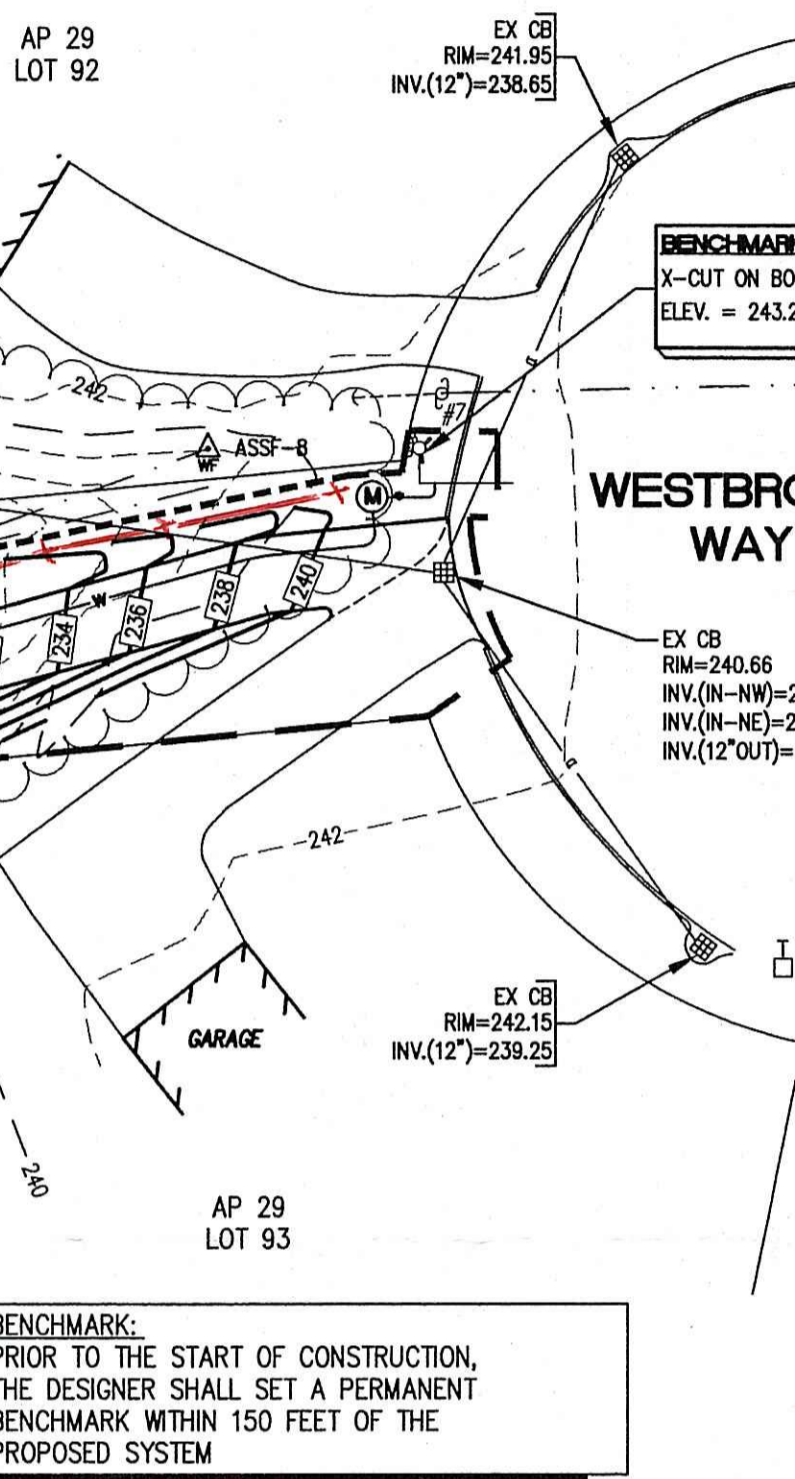 AP 29
LOT 92
EX CB
RIM=241.95
INV.(12")=238.65
BENCHMARK
X-CUT ON BO
ELEV. = 243.2
242
#7
WF
ASSF-8
M
WESTBRO
WAY
W
234
236
238
240
EX CB
RIM=240.66
INV.(IN-NW)=2
INV.(IN-NE)=2
INV.(12"OUT)=
D
D
242
T
EX CB
RIM=242.15
INV.(12")=239.25
GARAGE
240
AP 29
LOT 93
BENCHMARK:
PRIOR TO THE START OF CONSTRUCTION,
THE DESIGNER SHALL SET A PERMANENT
BENCHMARK WITHIN 150 FEET OF THE
PROPOSED SYSTEM